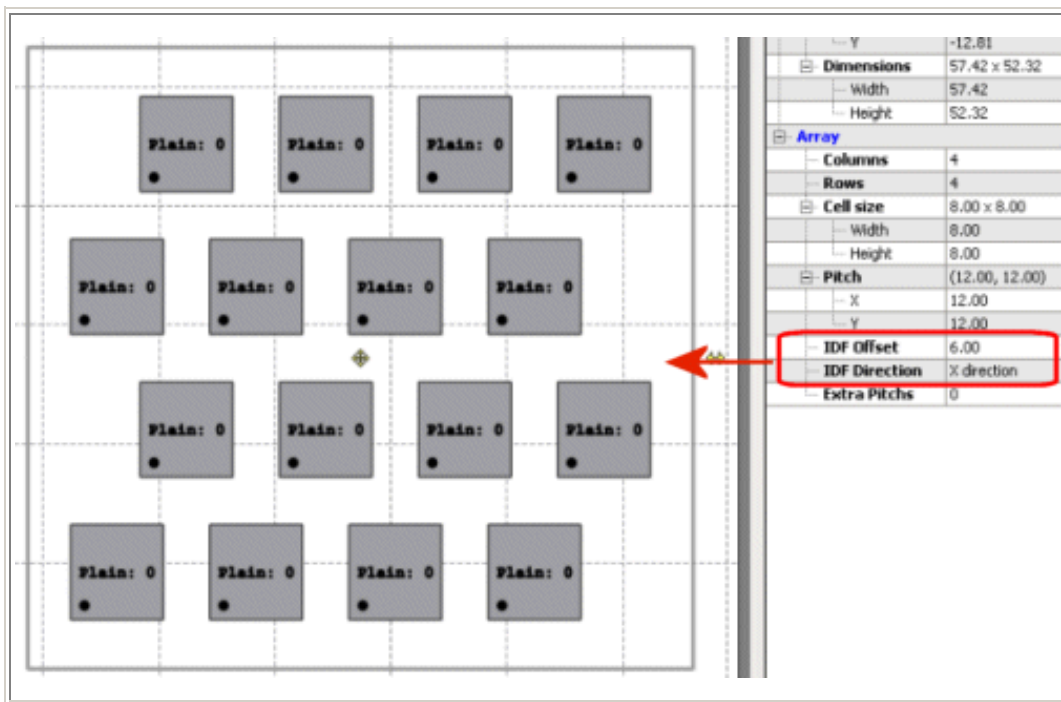 Y -12.81
Dimensions 57.42 x 52.32
Width 57.42
Height 52.32
Array
Columns 4
Rows 4
Cell size 8.00 x 8.00
Width 8.00
Height 8.00
Pitch (12.00, 12.00)
X 12.00
Y 12.00
IDF Offset 6.00
IDF Direction X direction
Extra Pitchs 0
Plain: 0 Plain: 0 Plain: 0 Plain: 0
Plain: 0 Plain: 0 Plain: 0 Plain: 0
Plain: 0 Plain: 0 Plain: 0 Plain: 0
Plain: 0 Plain: 0 Plain: 0 Plain: 0